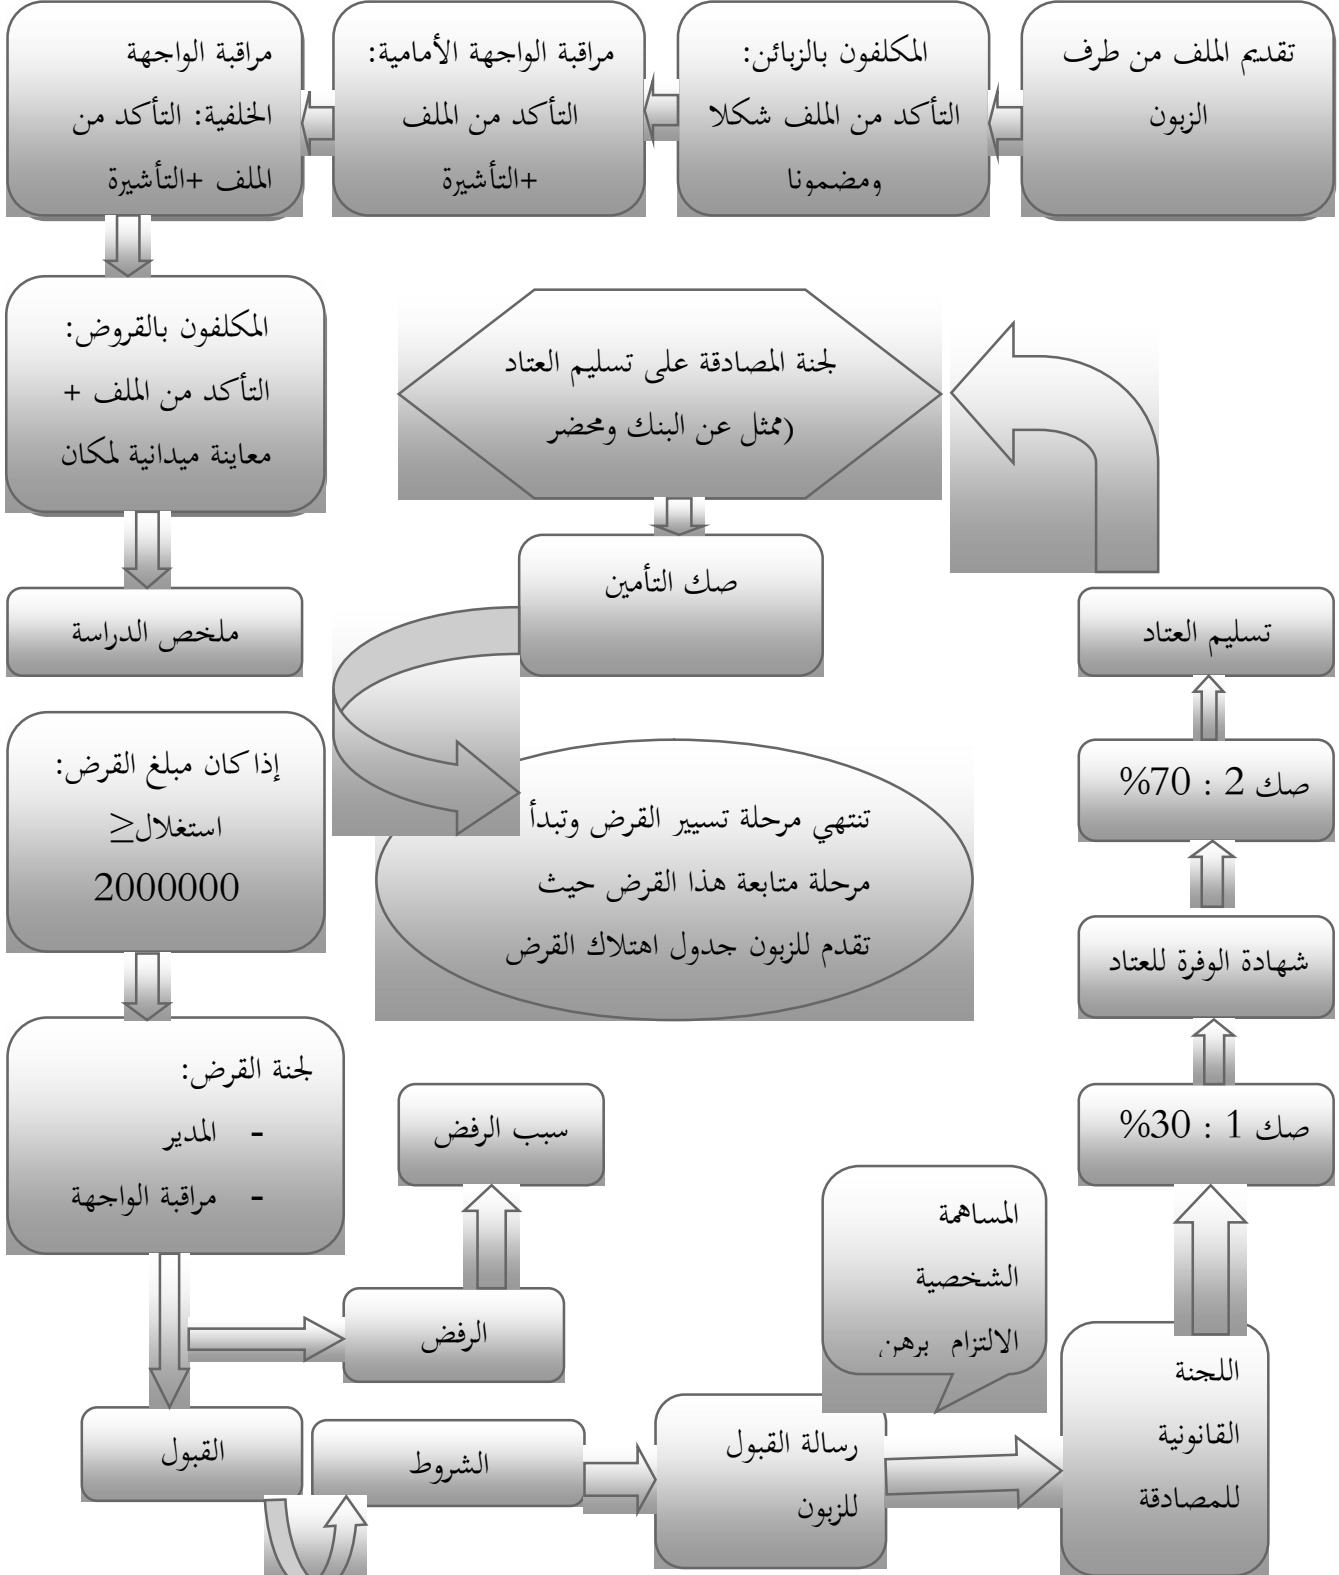 تقديم الملف من طرف
الزبون
المكلفون بالزبائن:
التأكد من الملف شكلا
ومضمونا
مراقبة الواجهة الأمامية:
التأكد من الملف
+التأشيرة
مراقبة الواجهة
الخلفية: التأكد من
الملف +التأشيرة
المكلفون بالقروض:
التأكد من الملف +
معاينة ميدانية لمكان
ملخص الدراسة
إذا كان مبلغ القرض:
استغلال≥
2000000
لجنة القرض:
- المدير
- مراقبة الواجهة
الرفض
سبب الرفض
القبول
الشروط
رسالة القبول
للزبون
المساهمة
الشخصية
الالتزام برهن
اللجنة
القانونية
للمصادقة
صك 1 : 30%
شهادة الوفرة للعتاد
صك 2 : 70%
تسليم العتاد
لجنة المصادقة على تسليم العتاد
(ممثل عن البنك ومحضر
صك التأمين
تنتهي مرحلة تسيير القرض وتبدأ
مرحلة متابعة هذا القرض حيث
تقدم للزبون جدول اهتلاك القرض